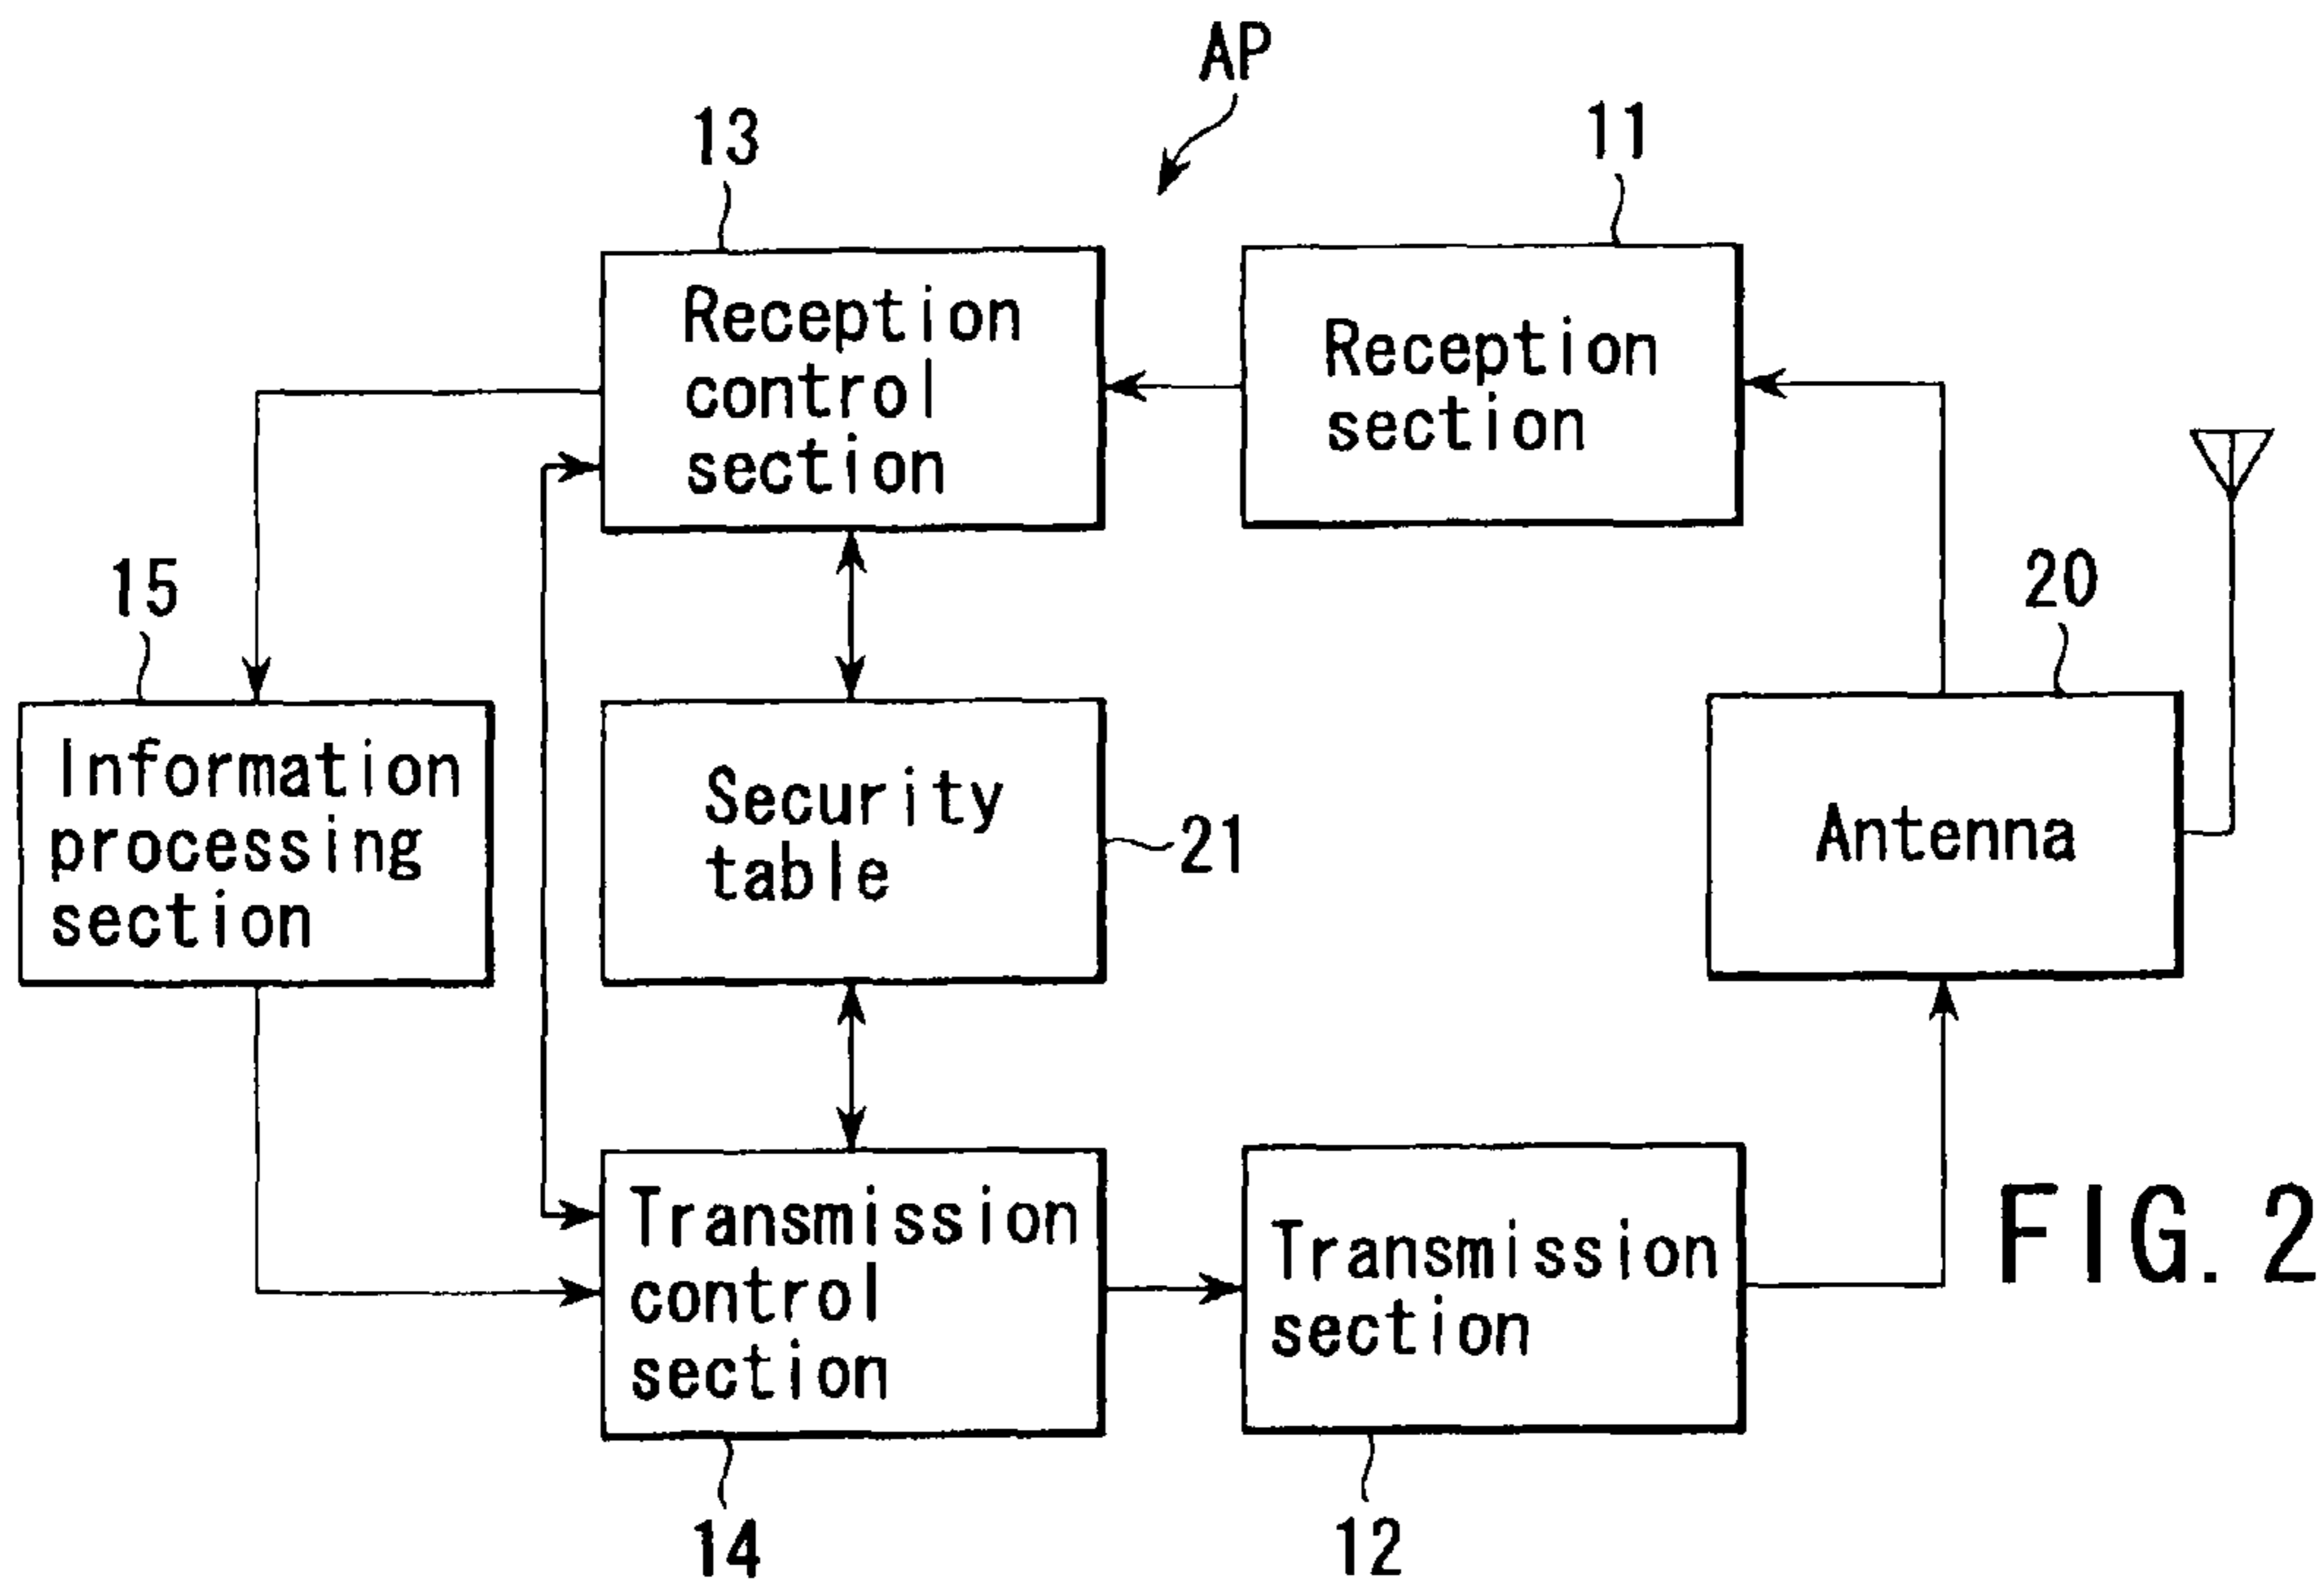 AP
13
11
Reception
control
section
Reception
section
15
20
Information
processing
section
Security
table
21
Antenna
Transmission
control
section
Transmission
section
FIG. 2
14
12